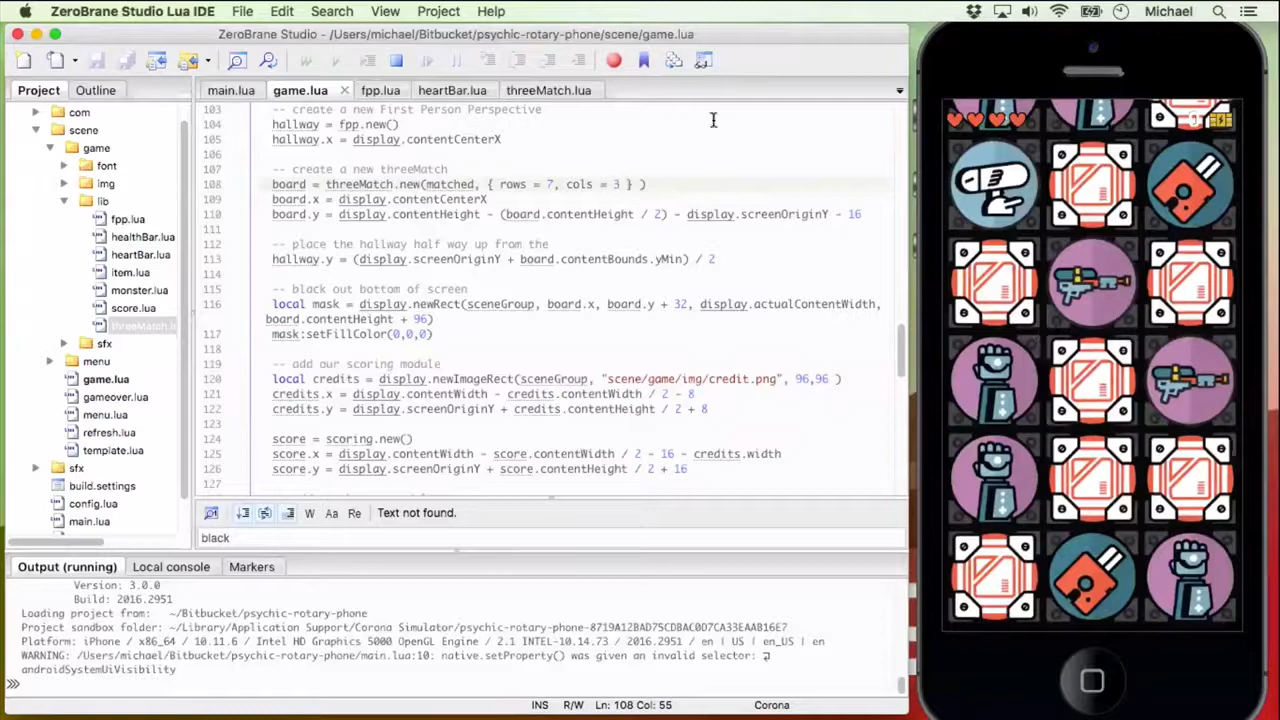 ZeroBrane Studio Lua IDE File Edit Search View Project Help Michael
ZeroBrane Studio - /Users/michael/Bitbucket/psychic-rotary-phone/scene/game.lua
Project Outline
main.lua game.lua fpp.lua heartBar.lua threeMatch.lua
com
scene
game
font
img
lib
fpp.lua
healthBar.lua
heartBar.lua
item.lua
monster.lua
score.lua
threeMatch.l
sfx
menu
game.lua
gameover.lua
menu.lua
refresh.lua
template.lua
sfx
build.settings
config.lua
main.lua
103 -- create a new First Person Perspective
104 hallway = fpp.new()
105 hallway.x = display.contentCenterX
106
107 -- create a new threeMatch
108 board = threeMatch.new(matched, { rows = 7, cols = 3 } )
109 board.x = display.contentCenterX
110 board.y = display.contentHeight - (board.contentHeight / 2) - display.screenOriginY - 16
111
112 -- place the hallway half way up from the
113 hallway.y = (display.screenOriginY + board.contentBounds.yMin) / 2
114
115 -- black out bottom of screen
116 local mask = display.newRect(sceneGroup, board.x, board.y + 32, display.actualContentWidth,
board.contentHeight + 96)
117 mask:setFillColor(0,0,0)
118
119 -- add our scoring module
120 local credits = display.newImageRect(sceneGroup, "scene/game/img/credit.png", 96,96 )
121 credits.x = display.contentWidth - credits.contentWidth / 2 - 8
122 credits.y = display.screenOriginY + credits.contentHeight / 2 + 8
123
124 score = scoring.new()
125 score.x = display.contentWidth - score.contentWidth / 2 - 16 - credits.width
126 score.y = display.screenOriginY + score.contentHeight / 2 + 16
127
W Aa Re Text not found.
black
Output (running) Local console Markers
Version: 3.0.0
Build: 2016.2951
Loading project from: ~/Bitbucket/psychic-rotary-phone
Project sandbox folder: ~/Library/Application Support/Corona Simulator/psychic-rotary-phone-8719A12BAD75CDBAC0D7CA33EAAB16E7
Platform: iPhone / x86_64 / 10.11.6 / Intel HD Graphics 5000 OpenGL Engine / 2.1 INTEL-10.14.73 / 2016.2951 / en | US | en_US | en
WARNING: /Users/michael/Bitbucket/psychic-rotary-phone/main.lua:10: native.setProperty() was given an invalid selector:
androidSystemUiVisibility
INS R/W Ln: 108 Col: 55 Corona
0